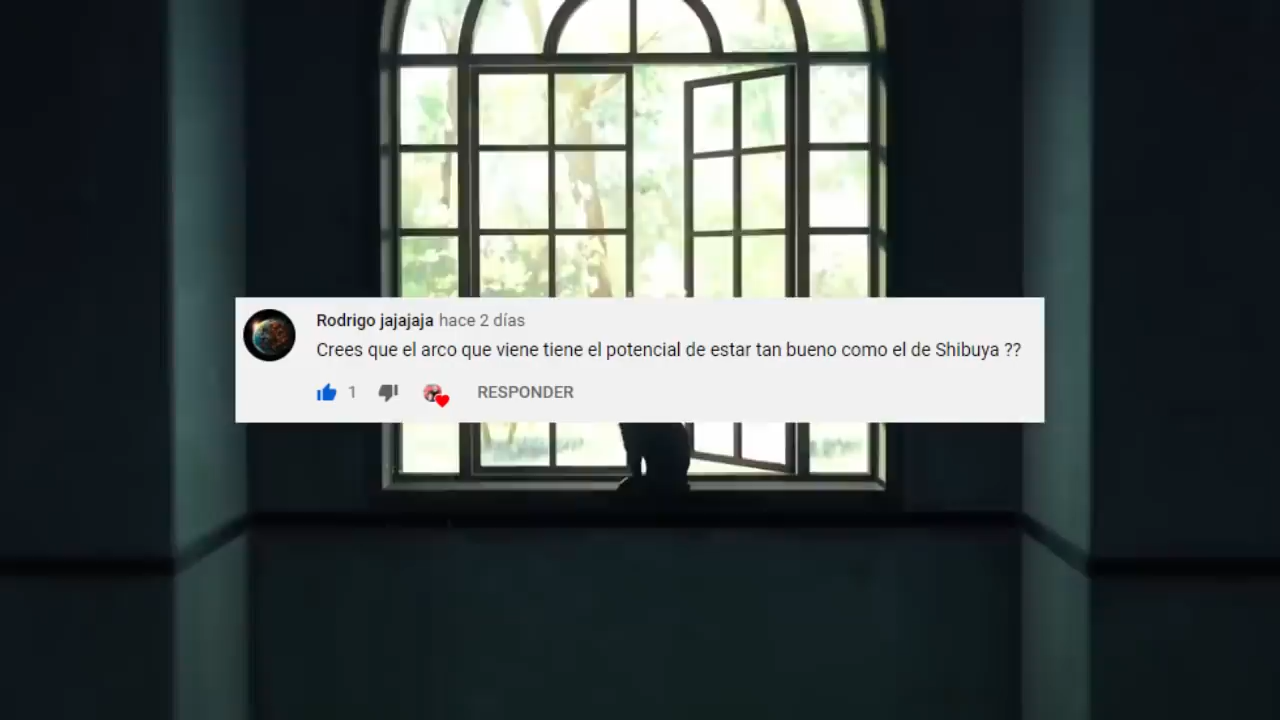 Rodrigo jajajaja hace 2 días
Crees que el arco que viene tiene el potencial de estar tan bueno como el de Shibuya ??
1 RESPONDER